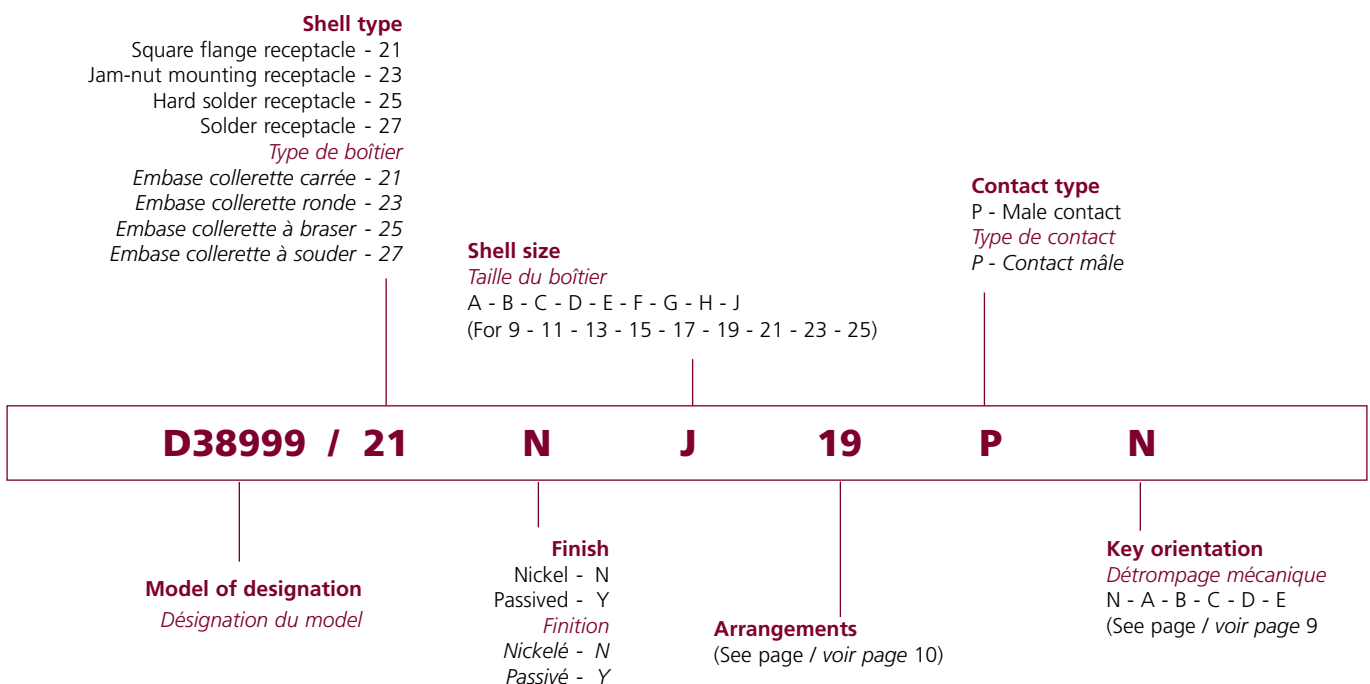 Shell type
Square flange receptacle - 21
Jam-nut mounting receptacle - 23
Hard solder receptacle - 25
Solder receptacle - 27
Type de boîtier
Embase collerette carrée - 21
Embase collerette ronde - 23
Embase collerette à braser - 25
Embase collerette à souder - 27
Shell size
Taille du boîtier
A - B - C - D - E - F - G - H - J
(For 9 - 11 - 13 - 15 - 17 - 19 - 21 - 23 - 25)
Contact type
P - Male contact
Type de contact
P - Contact mâle
D38999 / 21 N J 19 P N
Model of designation
Désignation du model
Finish
Nickel - N
Passived - Y
Finition
Nickelé - N
Passivé - Y
Arrangements
(See page / voir page 10)
Key orientation
Détrompage mécanique
N - A - B - C - D - E
(See page / voir page 9